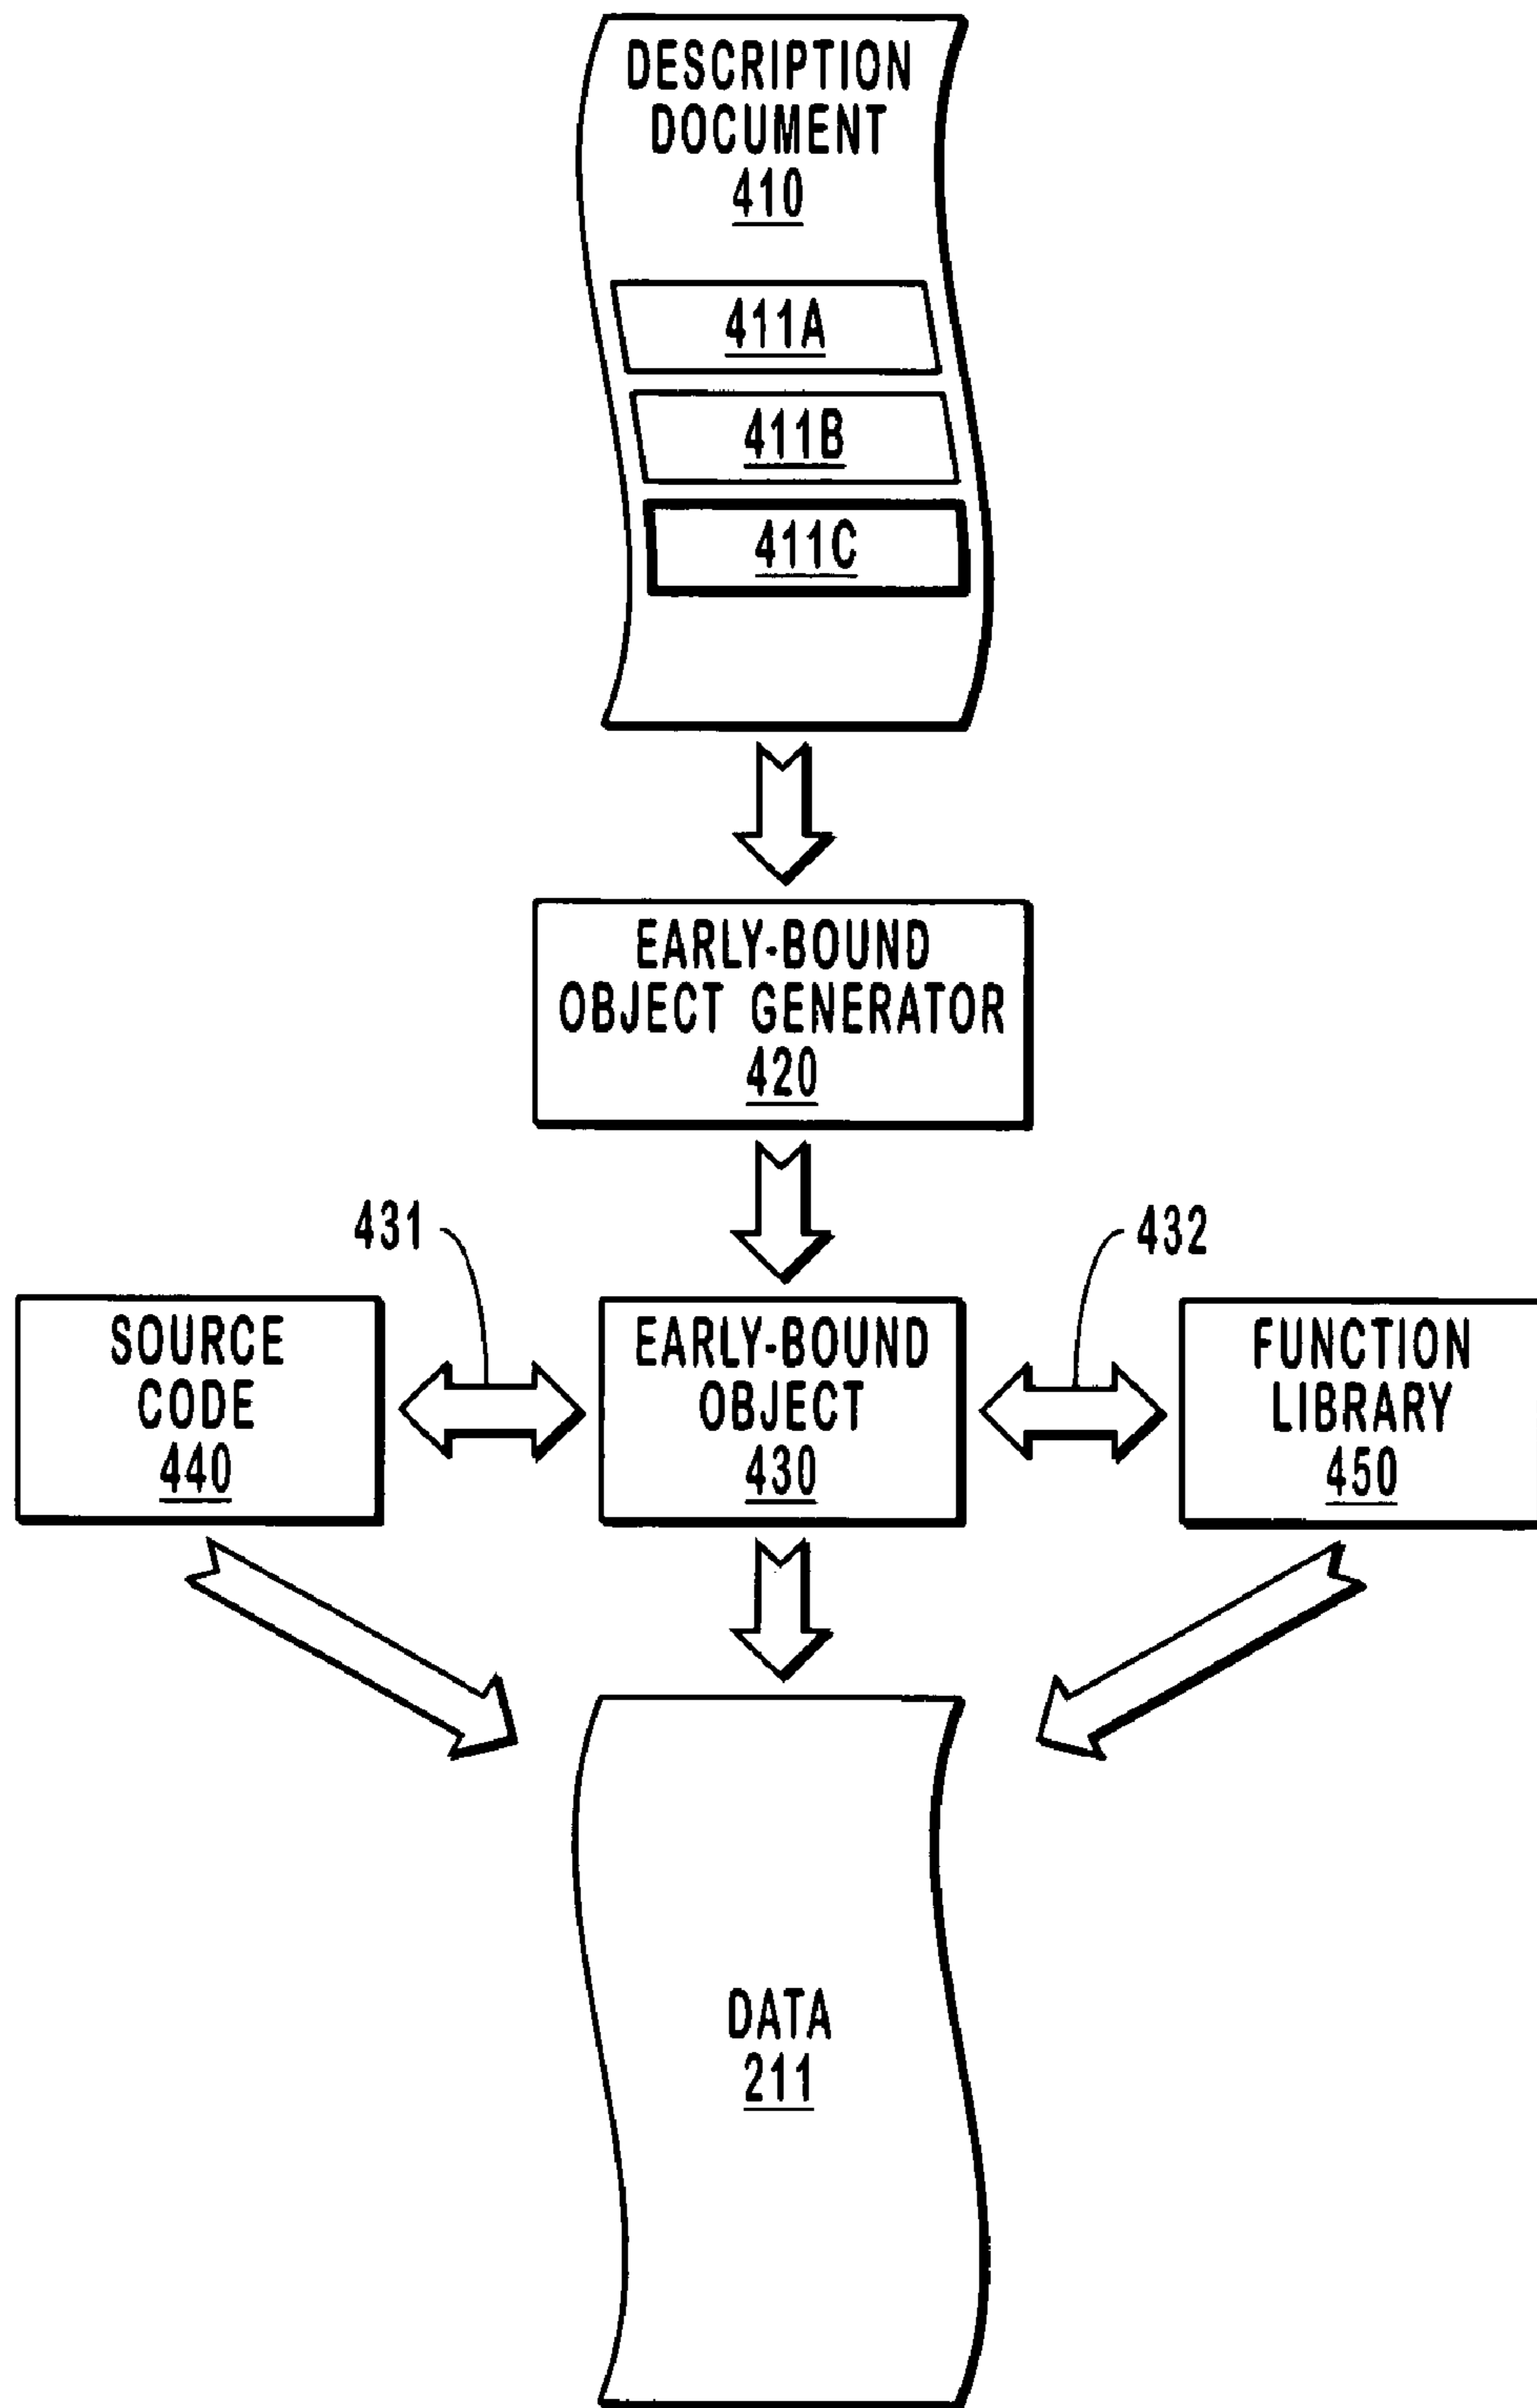 DESCRIPTION
DOCUMENT
410
411A
411B
411C
EARLY-BOUND
OBJECT GENERATOR
420
431
432
SOURCE
CODE
440
EARLY-BOUND
OBJECT
430
FUNCTION
LIBRARY
450
DATA
211